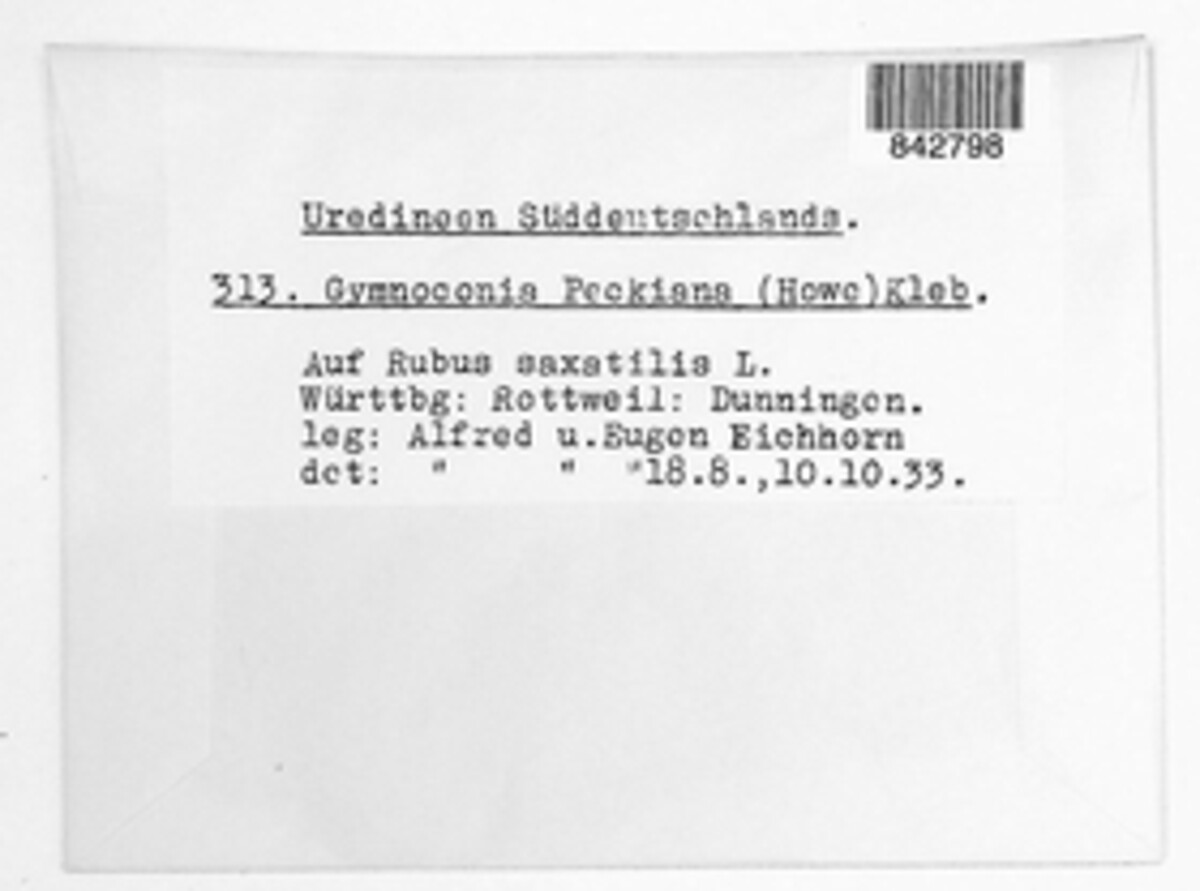 842798
Uredineen Süddeutschlands.
313. Gymnoconia Peckiana (Howe)Kleb.
Auf Rubus saxatilis L.
Württbg: Rottweil: Dunningen.
leg: Alfred u.Eugen Eichhorn
det: " " "18.8.,10.10.33.